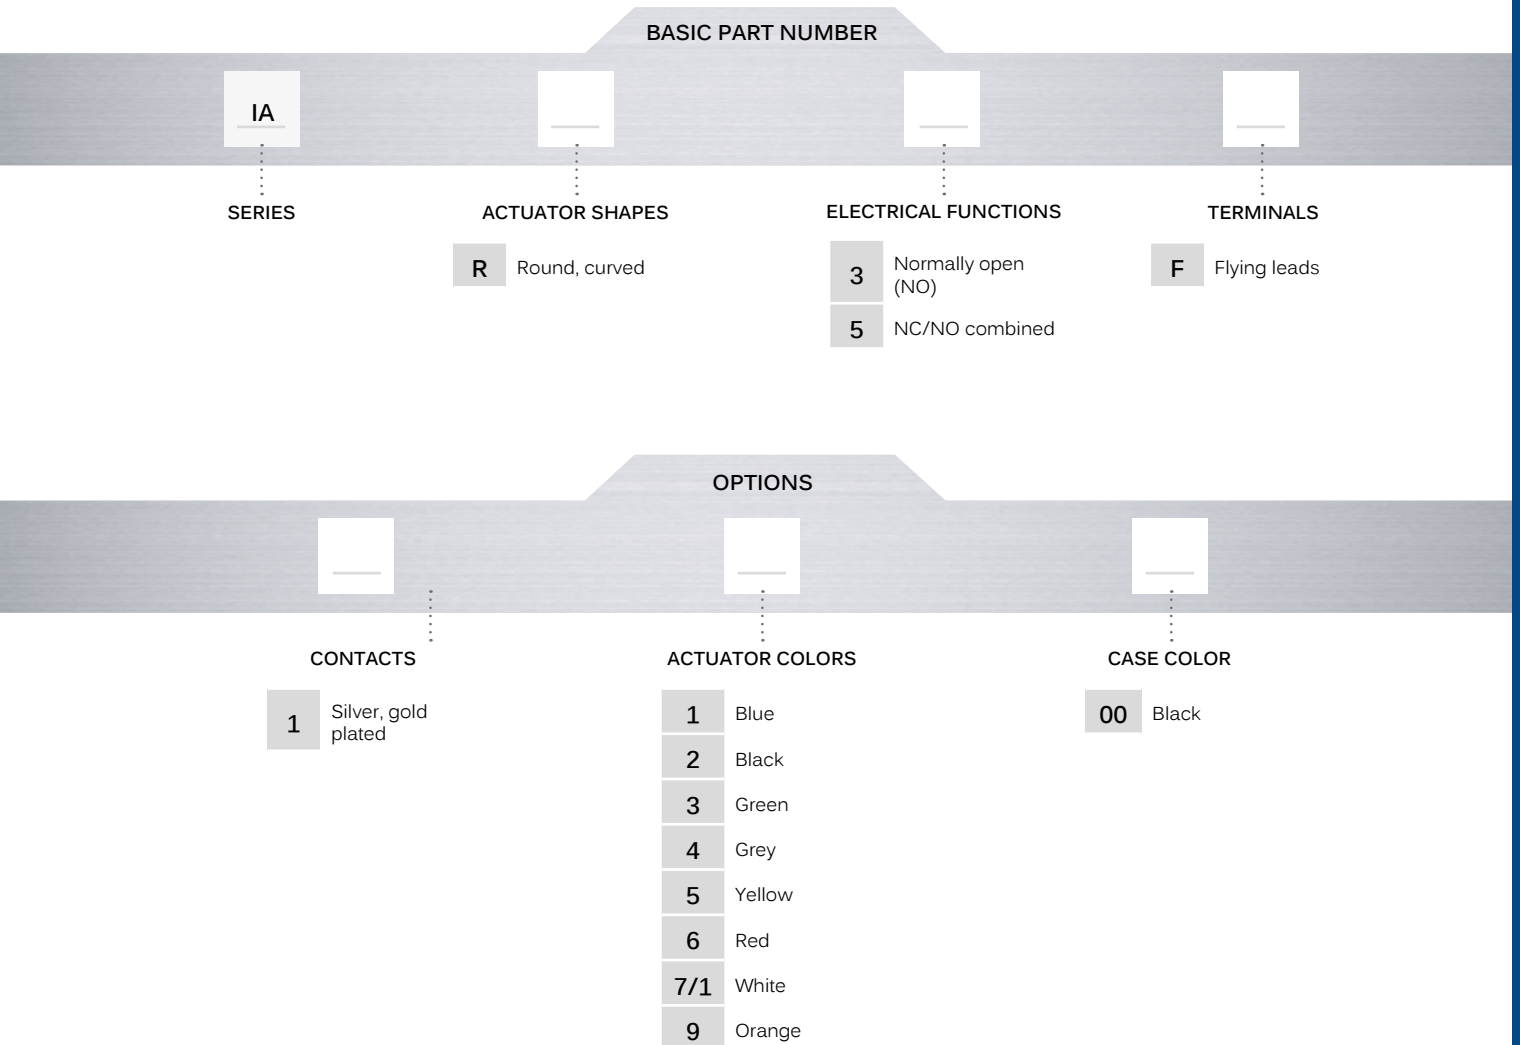 BASIC PART NUMBER
IA
SERIES
ACTUATOR SHAPES
ELECTRICAL FUNCTIONS
TERMINALS
R Round, curved
3 Normally open
(NO)
5 NC/NO combined
F Flying leads
OPTIONS
CONTACTS
ACTUATOR COLORS
CASE COLOR
1 Silver, gold
plated
1 Blue
2 Black
3 Green
4 Grey
5 Yellow
6 Red
7/1 White
9 Orange
00 Black